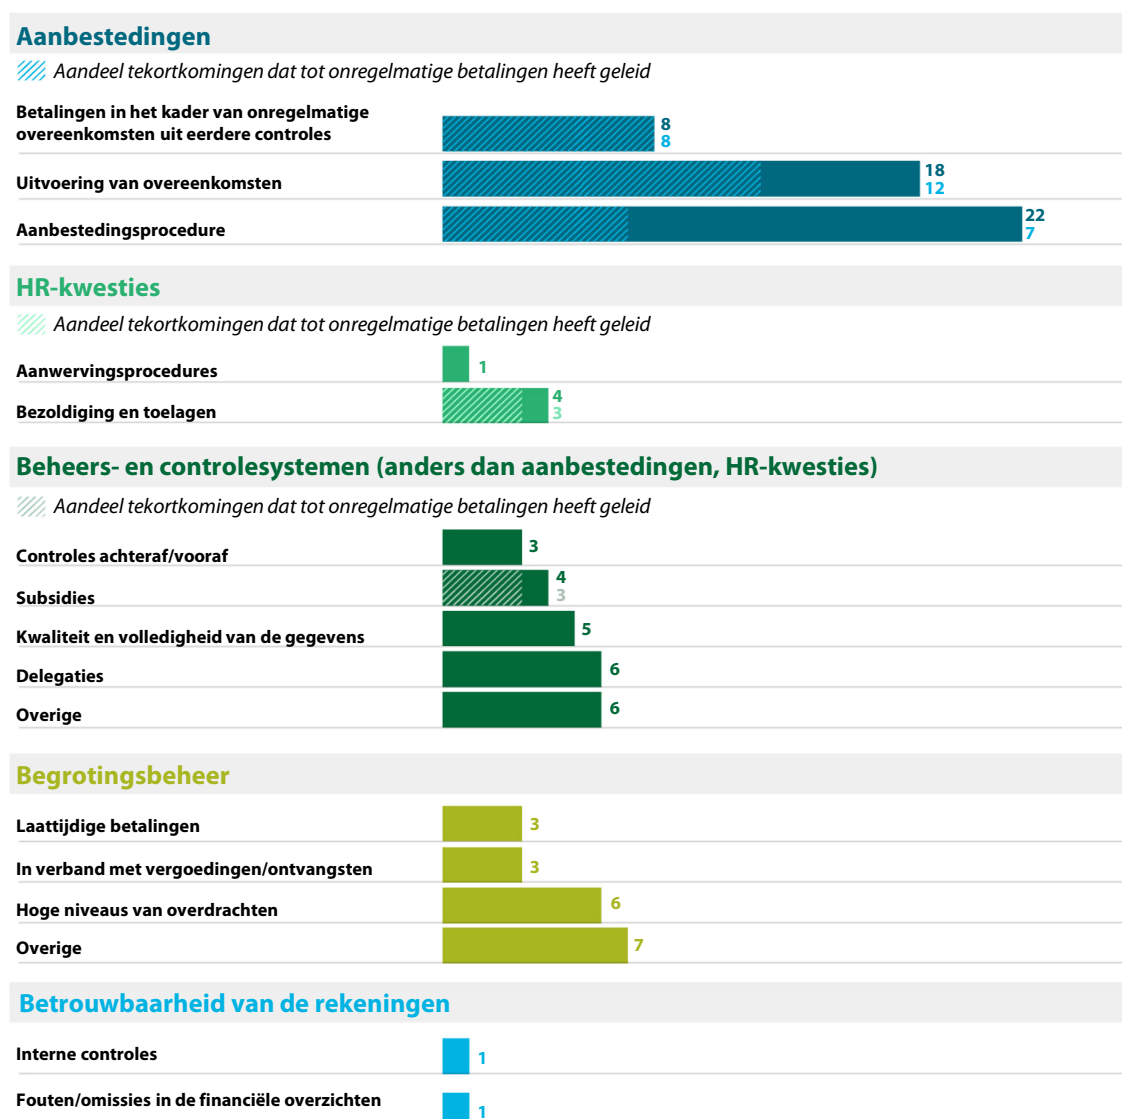 Aanbestedingen
Aandeel tekortkomingen dat tot onregelmatige betalingen heeft geleid
Betalingen in het kader van onregelmatige
overeenkomsten uit eerdere controles
8
8
Uitvoering van overeenkomsten
18
12
Aanbestedingsprocedure
22
7
HR-kwesties
Aandeel tekortkomingen dat tot onregelmatige betalingen heeft geleid
Aanwervingsprocedures
1
Bezoldiging en toelagen
4
3
Beheers- en controlesystemen (anders dan aanbestedingen, HR-kwesties)
Aandeel tekortkomingen dat tot onregelmatige betalingen heeft geleid
Controles achteraf/vooraf
3
Subsidies
4
3
Kwaliteit en volledigheid van de gegevens
5
Delegaties
6
Overige
6
Begrotingsbeheer
Laattijdige betalingen
3
In verband met vergoedingen/ontvangsten
3
Hoge niveaus van overdrachten
6
Overige
7
Betrouwbaarheid van de rekeningen
Interne controles
1
Fouten/omissies in de financiële overzichten
1